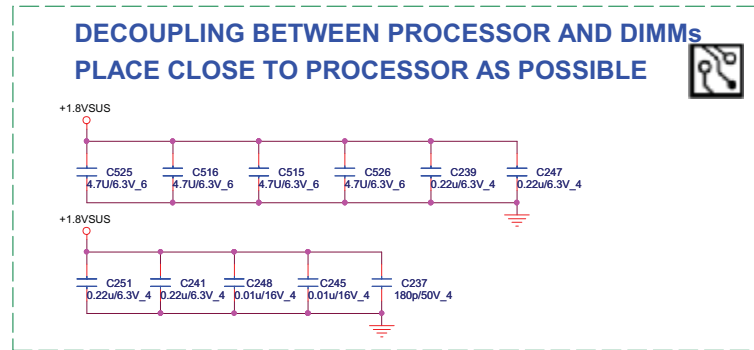 DECOUPLING BETWEEN PROCESSOR AND DIMMs
PLACE CLOSE TO PROCESSOR AS POSSIBLE
+1.8VSUS
C525 C516 C515 C526 C239 C247
4.7U/6.3V_6 4.7U/6.3V_6 4.7U/6.3V_6 4.7U/6.3V_6 0.22u/6.3V_4 0.22u/6.3V_4
+1.8VSUS
C251 C241 C248 C245 C237
0.22u/6.3V_4 0.22u/6.3V_4 0.01u/16V_4 0.01u/16V_4 180p/50V_4